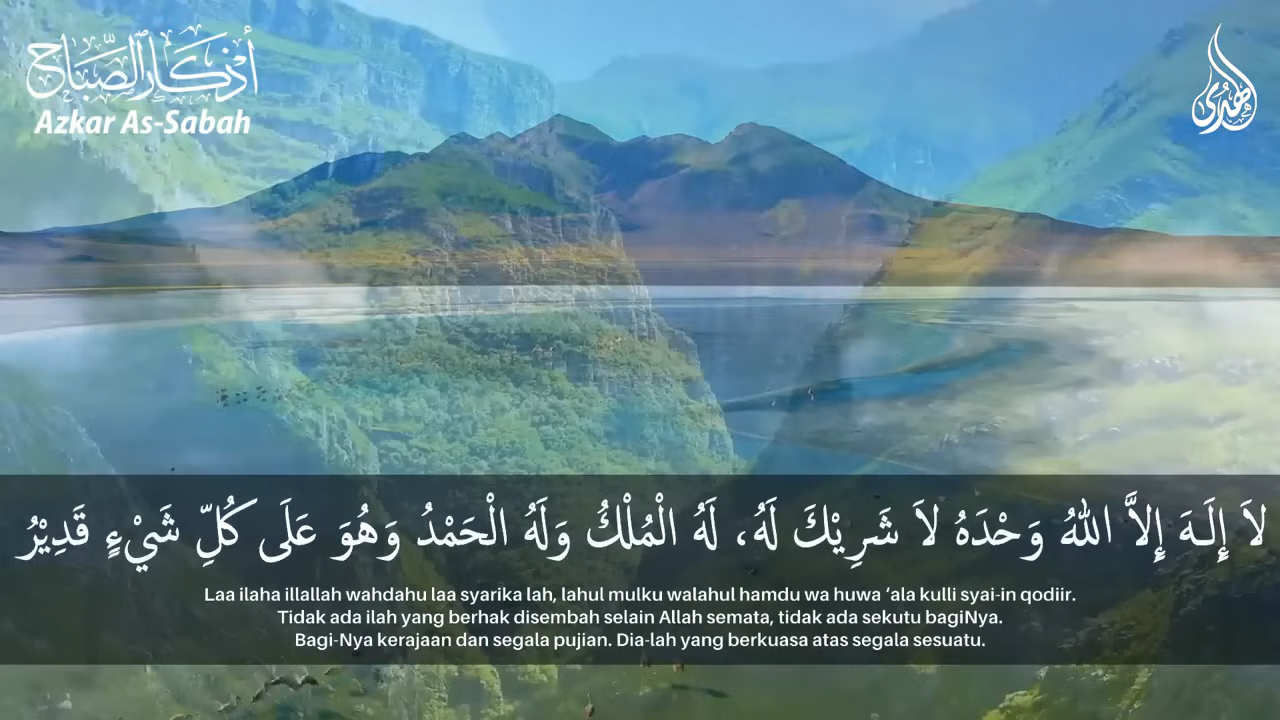 أذكار الصباح
Azkar As-Sabah
الهدى
لاَ إِلَـهَ إِلاَّ اللهُ وَحْدَهُ لاَ شَرِيْكَ لَهُ، لَهُ الْمُلْكُ وَلَهُ الْحَمْدُ وَهُوَ عَلَى كُلِّ شَيْءٍ قَدِيْرُ
Laa ilaha illallah wahdahu laa syarika lah, lahul mulku walahul hamdu wa huwa ‘ala kulli syai-in qodiir.
Tidak ada ilah yang berhak disembah selain Allah semata, tidak ada sekutu bagiNya.
Bagi-Nya kerajaan dan segala pujian. Dia-lah yang berkuasa atas segala sesuatu.